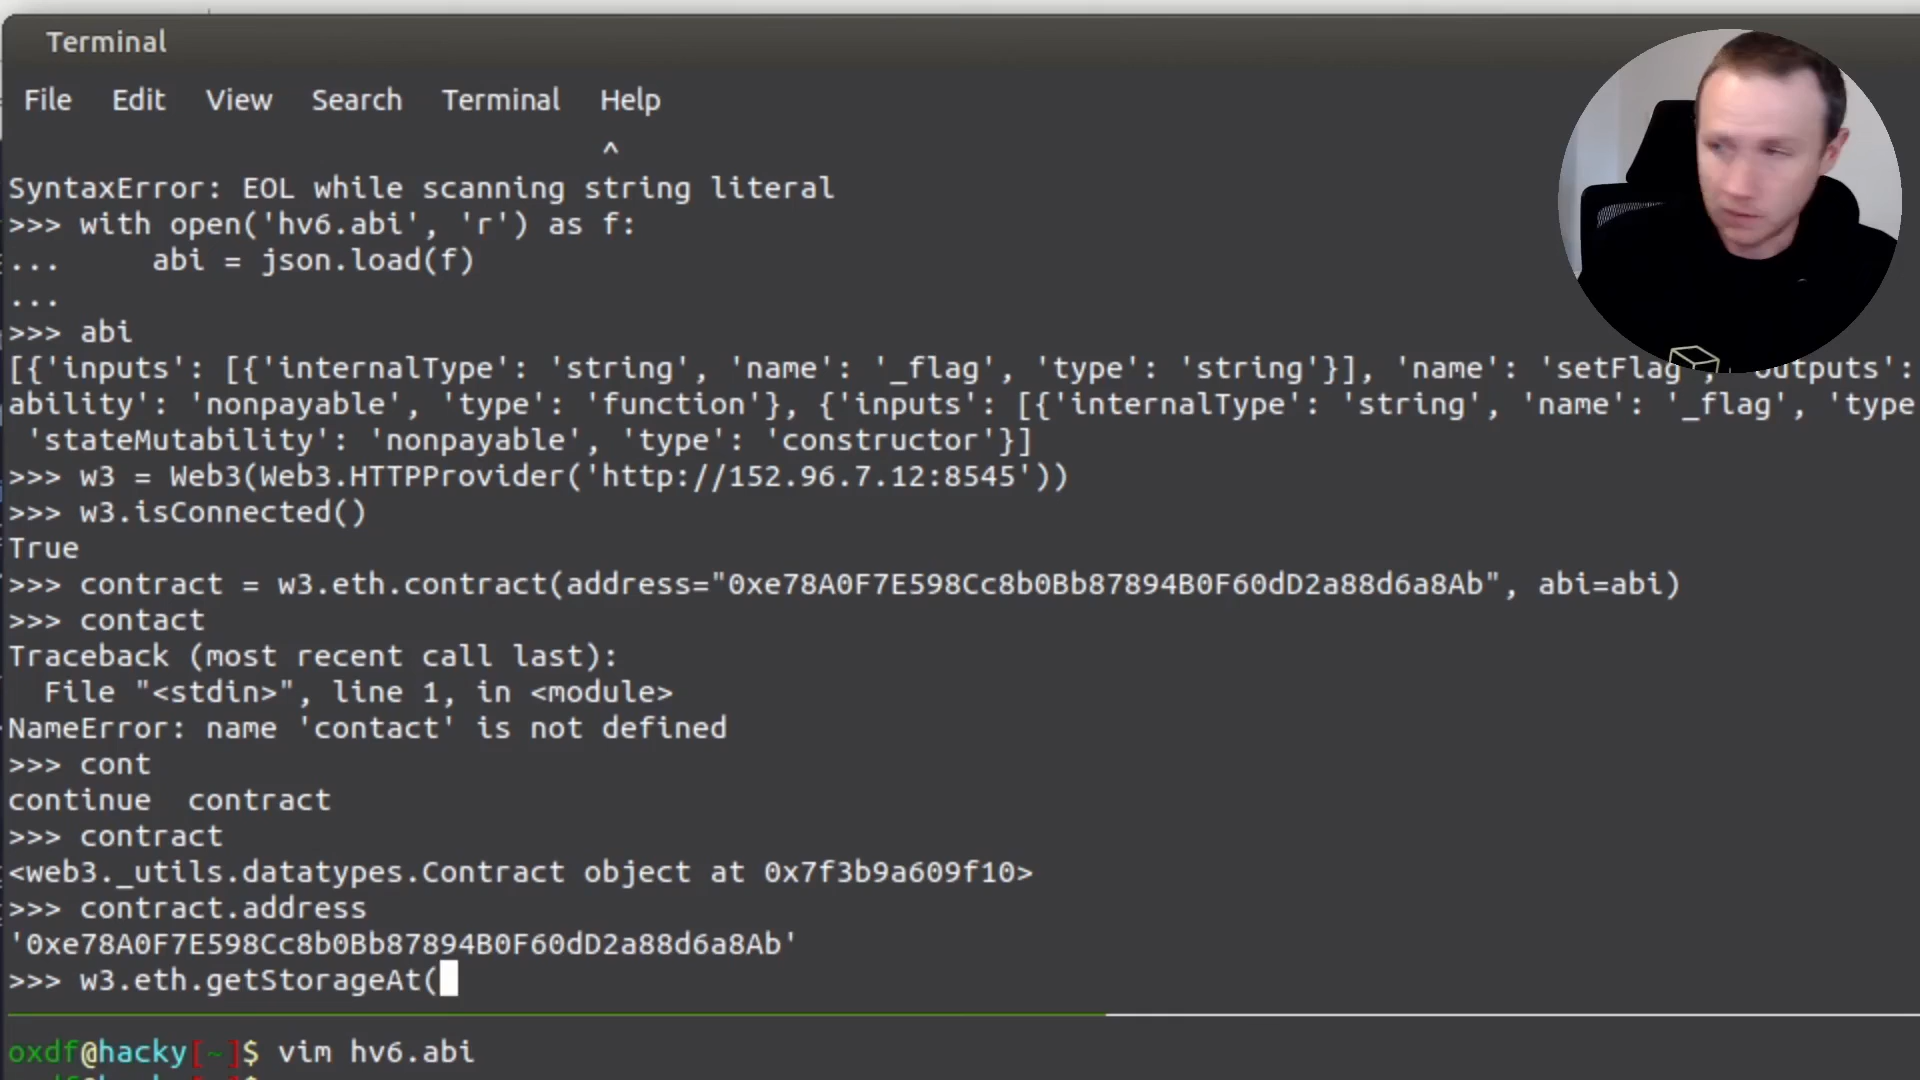 Terminal
File Edit View Search Terminal Help
^
SyntaxError: EOL while scanning string literal
>>> with open('hv6.abi', 'r') as f:
...     abi = json.load(f)
...
>>> abi
[{'inputs': [{'internalType': 'string', 'name': '_flag', 'type': 'string'}], 'name': 'setFlag', 'outputs':
ability': 'nonpayable', 'type': 'function'}, {'inputs': [{'internalType': 'string', 'name': '_flag', 'type
'stateMutability': 'nonpayable', 'type': 'constructor'}]
>>> w3 = Web3(Web3.HTTPProvider('http://152.96.7.12:8545'))
>>> w3.isConnected()
True
>>> contract = w3.eth.contract(address="0xe78A0F7E598Cc8b0Bb87894B0F60dD2a88d6a8Ab", abi=abi)
>>> contact
Traceback (most recent call last):
  File "<stdin>", line 1, in <module>
NameError: name 'contact' is not defined
>>> cont
continue  contract
>>> contract
<web3._utils.datatypes.Contract object at 0x7f3b9a609f10>
>>> contract.address
'0xe78A0F7E598Cc8b0Bb87894B0F60dD2a88d6a8Ab'
>>> w3.eth.getStorageAt(
oxdf@hacky[~]$ vim hv6.abi